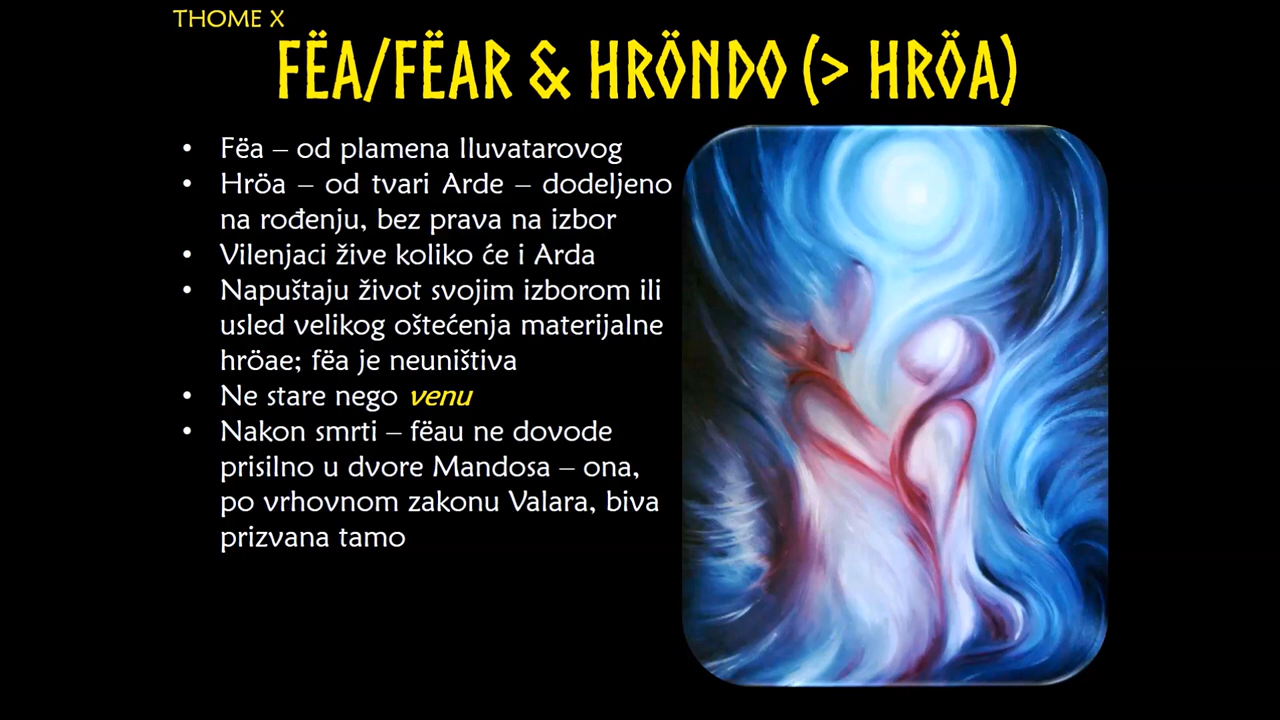 THOME X
FËA/FËAR & HRÖNDO (> HRÖA)
• Fëa – od plamena Iluvatarovog
• Hröa – od tvari Arde – dodeljeno
na rođenju, bez prava na izbor
• Vilenjaci žive koliko će i Arda
• Napuštaju život svojim izborom ili
usled velikog oštećenja materijalne
hröae; fëa je neuništiva
• Ne stare nego venu
• Nakon smrti – fëau ne dovode
prisilno u dvore Mandosa – ona,
po vrhovnom zakonu Valara, biva
prizvana tamo